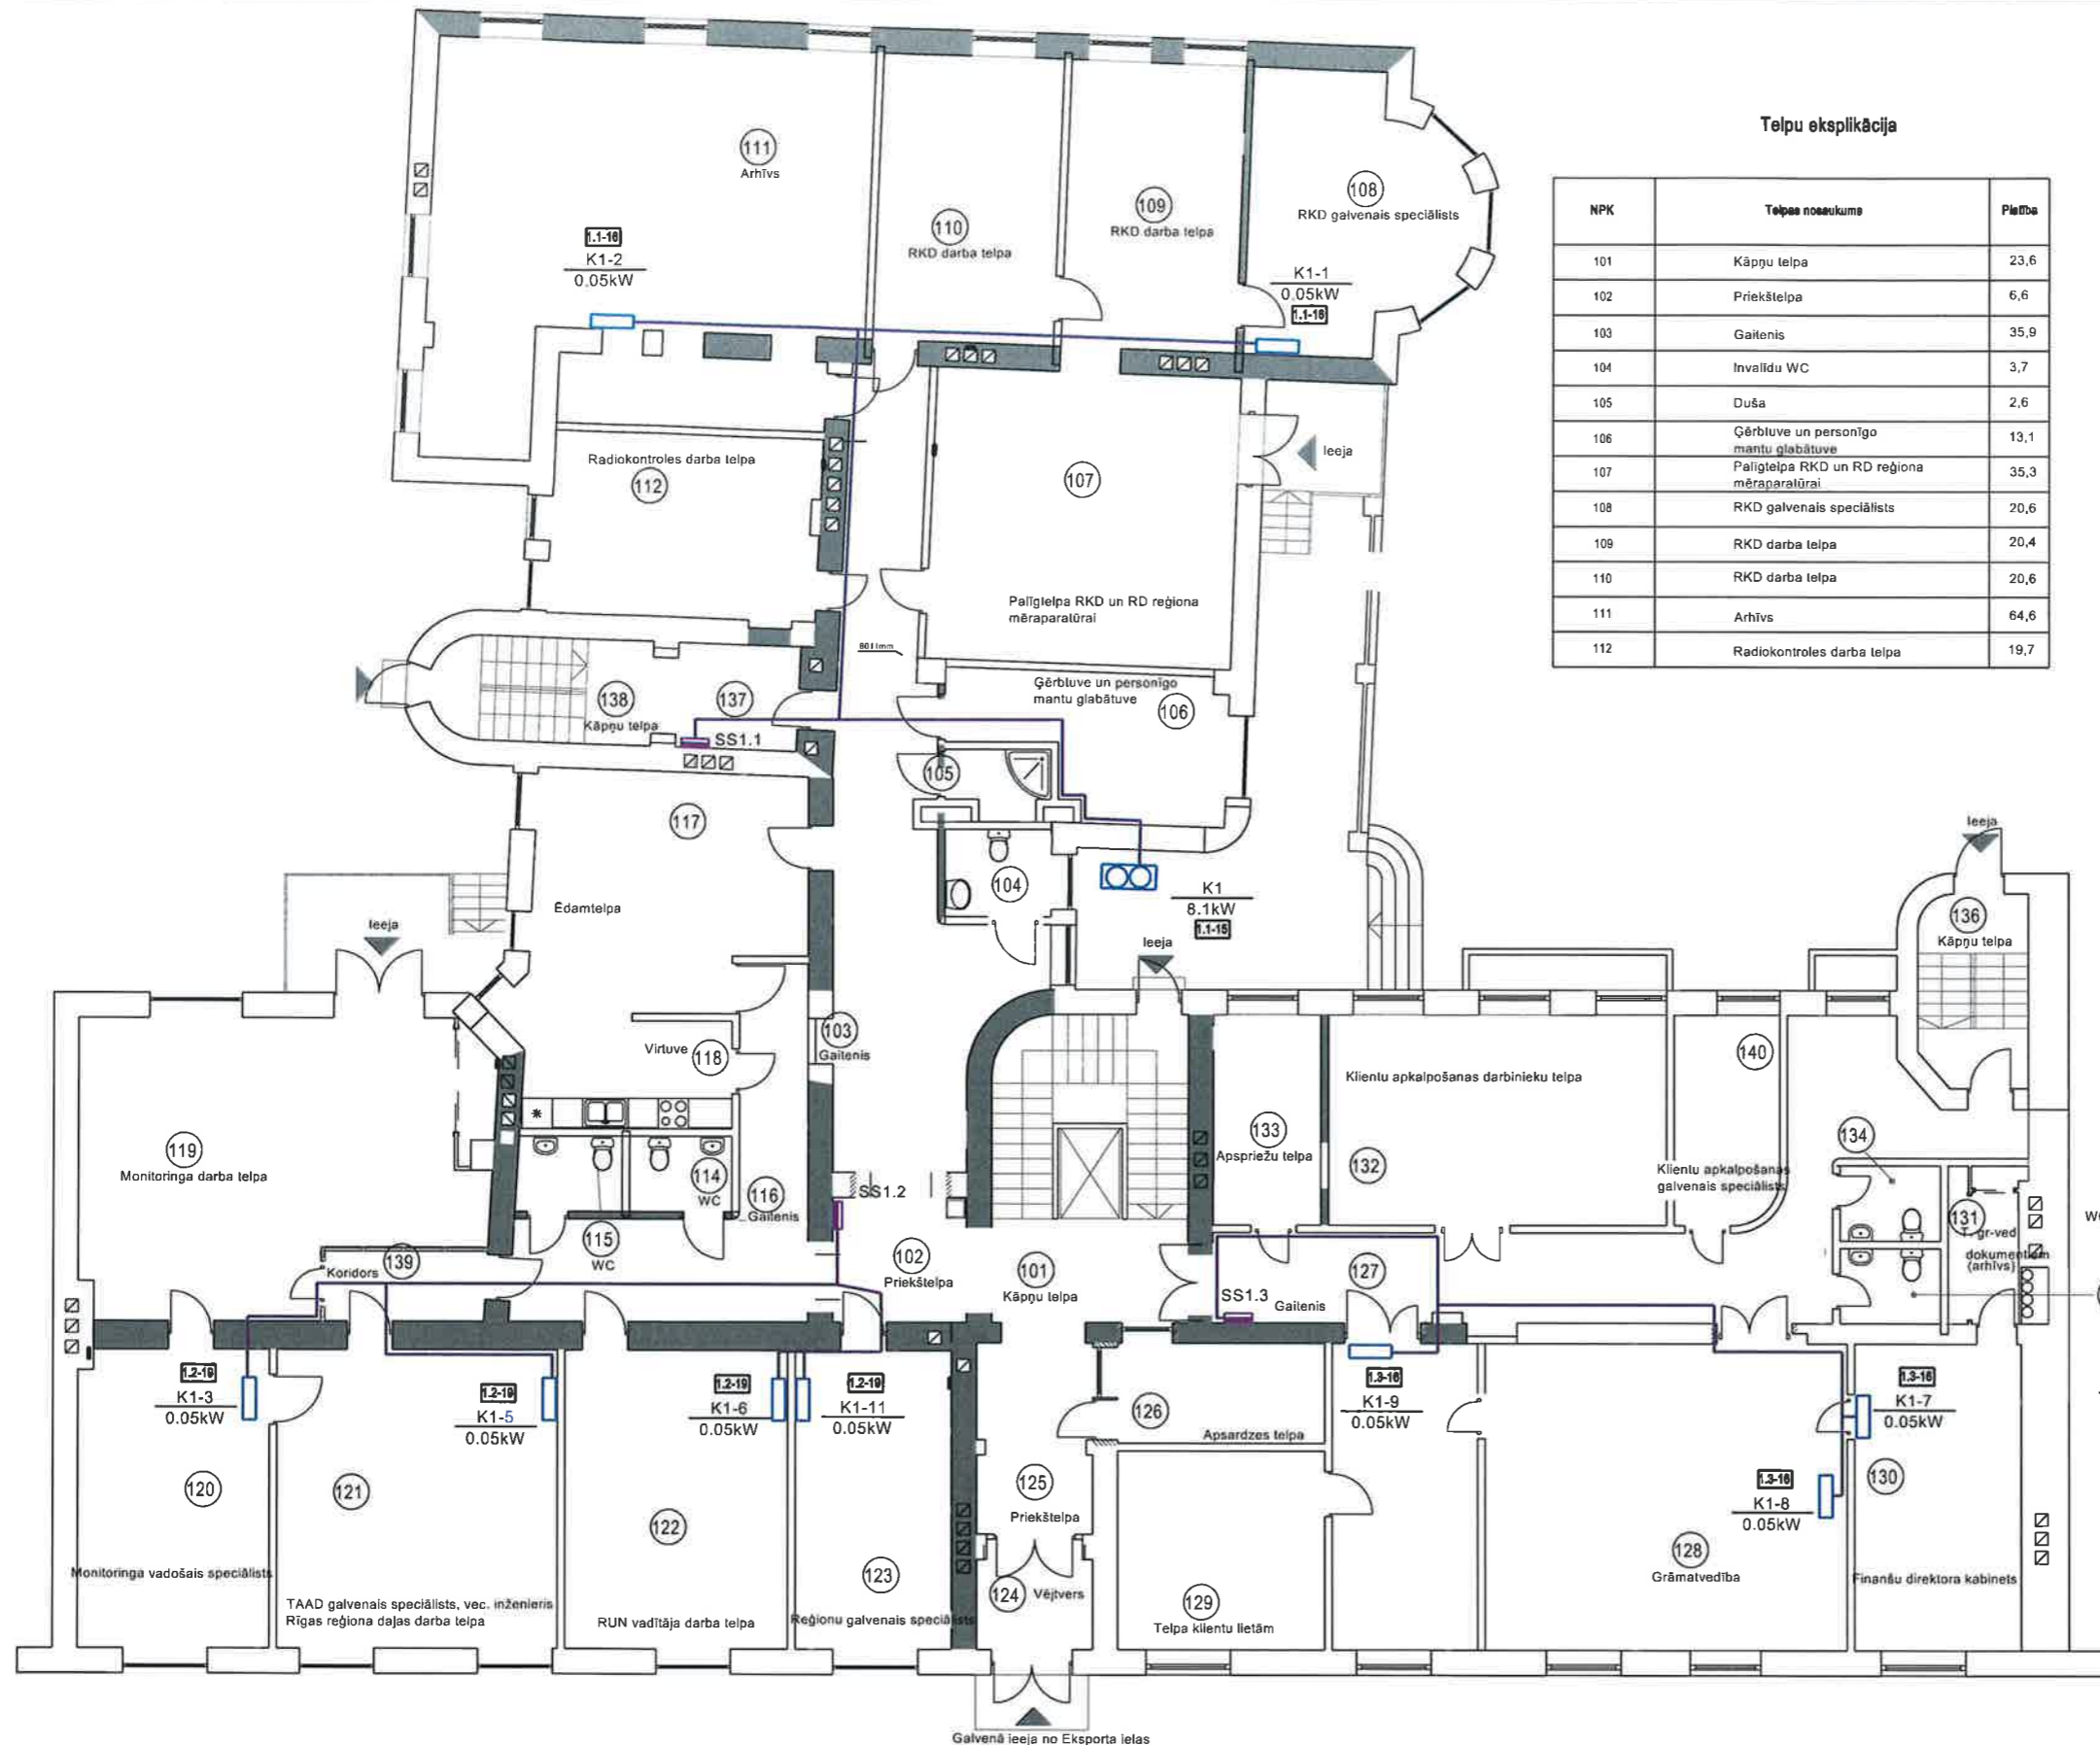 Telpu eksplikācija
NPK Telpas nosaukums Platība
101 Kāpņu telpa 23,6
102 Priekštelpa 6,6
103 Gaitenis 35,9
104 Invalīdu WC 3,7
105 Duša 2,6
106 Ģērbtuve un personīgo mantu glabātuve 13,1
107 Palīgtelpa RKD un RD reģiona mēraparatūrai 35,3
108 RKD galvenais speciālists 20,6
109 RKD darba telpa 20,4
110 RKD darba telpa 20,6
111 Arhīvs 64,6
112 Radiokontroles darba telpa 19,7
111
Arhīvs
110
RKD darba telpa
109
RKD darba telpa
108
RKD galvenais speciālists
1.1-16
K1-2
0.05kW
K1-1
0.05kW
1.1-16
Radiokontroles darba telpa
112
107
Ieeja
Palīgtelpa RKD un RD reģiona
mēraparatūrai
138
Kāpņu telpa
137
SS1.1
Ģērbtuve un personīgo
mantu glabātuve
106
105
117
104
K1
8.1kW
1.1-15
Ēdamtelpa
Ieeja
Ieeja
Ieeja
136
Kāpņu telpa
103
Gaitenis
Virtuve
118
119
Monitoringa darba telpa
114
WC
116
Gaitenis
115
WC
SS1.2
139
Koridors
102
Priekštelpa
101
Kāpņu telpa
133
Apspriežu telpa
Klientu apkalpošanas darbinieku telpa
132
140
Klientu apkalpošanas
galvenais speciālists
134
131
T. gr-ved
dokumentiem
(arhīvs)
127
Gaitenis
SS1.3
1.2-19
K1-3
0.05kW
1.2-19
K1-5
0.05kW
1.2-19
K1-6
0.05kW
1.2-19
K1-11
0.05kW
1.3-16
K1-9
0.05kW
1.3-16
K1-7
0.05kW
1.3-16
K1-8
0.05kW
120
Monitoringa vadošais speciālists
121
TAAD galvenais speciālists, vec. inženieris
Rīgas reģiona daļas darba telpa
122
RUN vadītāja darba telpa
123
Reģionu galvenais speciālists
124
Vējtvers
125
Priekštelpa
126
Apsardzes telpa
129
Telpa klientu lietām
128
Grāmatvedība
130
Finanšu direktora kabinets
Galvenā ieeja no Eksporta ielas